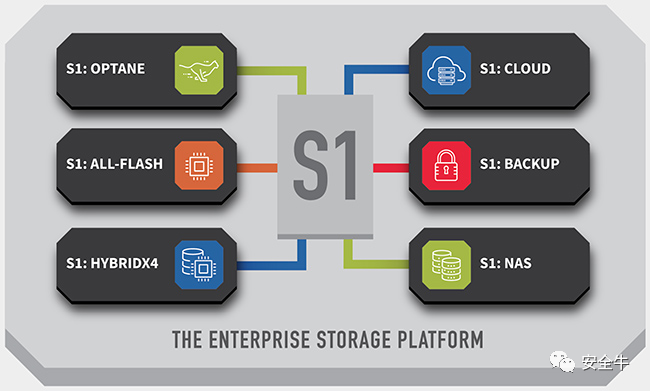 S1: OPTANE
S1: ALL-FLASH
S1: HYBRIDX4
S1
S1: CLOUD
S1: BACKUP
S1: NAS
THE ENTERPRISE STORAGE PLATFORM
安全牛